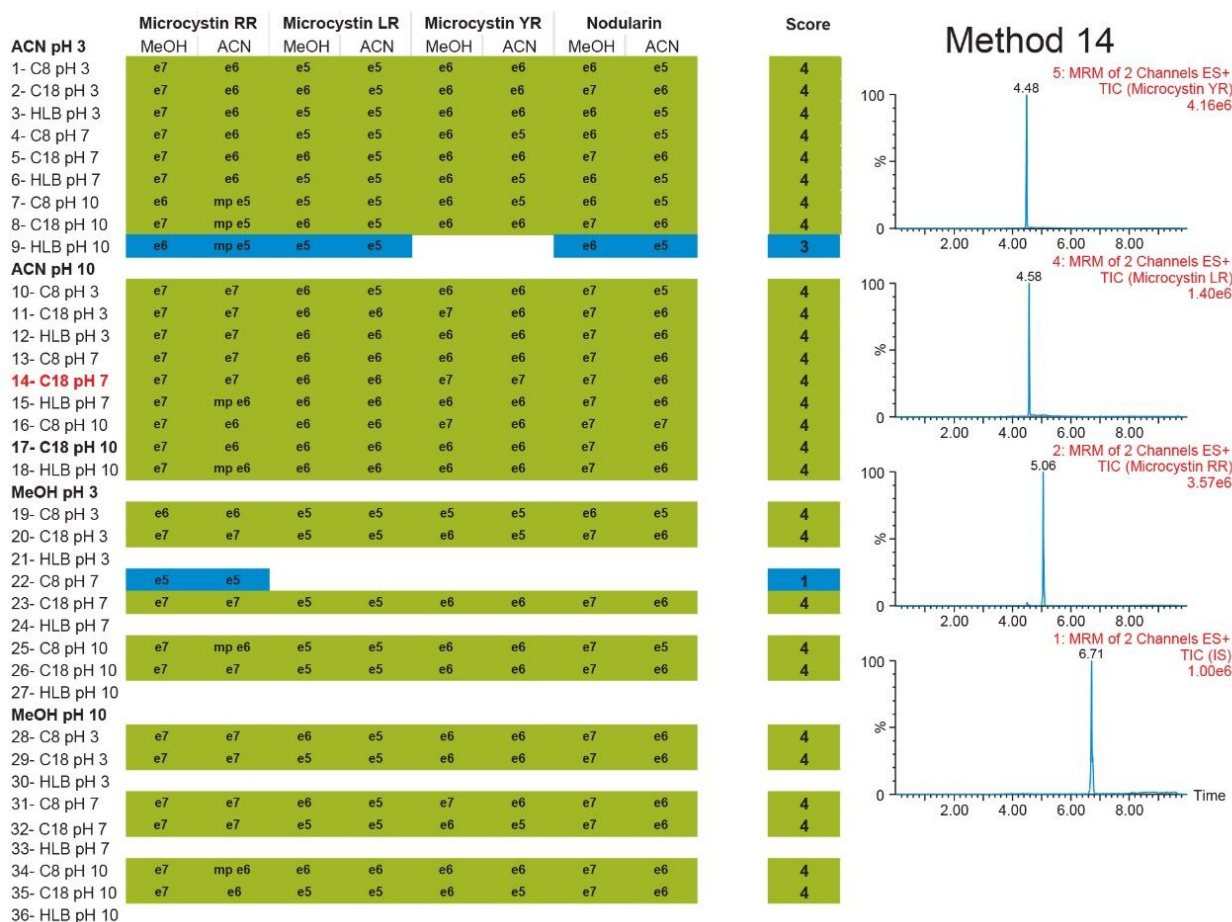 Microcystin RR Microcystin LR Microcystin YR Nodularin Score
ACN pH 3 MeOH ACN MeOH ACN MeOH ACN MeOH ACN
1- C8 pH 3 e7 e6 e5 e5 e6 e6 e6 e5 4
2- C18 pH 3 e7 e6 e6 e5 e6 e6 e6 e5 4
3- HLB pH 3 e7 e6 e6 e5 e6 e6 e6 e5 4
4- C8 pH 7 e7 e6 e5 e5 e6 e6 e6 e5 4
5- C18 pH 7 e7 e6 e6 e5 e6 e6 e7 e6 4
6- HLB pH 7 e7 e6 e5 e5 e6 e6 e6 e5 4
7- C8 pH 10 e6 mp e5 e5 e5 e6 e5 e6 e5 4
8- C18 pH 10 e7 mp e5 e6 e5 e6 e6 e7 e6 4
9- HLB pH 10 e6 mp e5 e5 e5 e6 e5 3
ACN pH 10
10- C8 pH 3 e7 e7 e6 e5 e6 e6 e7 e5 4
11- C18 pH 3 e7 e7 e6 e6 e7 e6 e7 e6 4
12- HLB pH 3 e7 e7 e6 e6 e6 e6 e7 e6 4
13- C8 pH 7 e7 e7 e6 e6 e6 e6 e7 e6 4
14- C18 pH 7 e7 e7 e6 e6 e7 e7 e7 e6 4
15- HLB pH 7 e7 mp e6 e6 e6 e6 e6 e7 e6 4
16- C8 pH 10 e7 e6 e6 e6 e7 e6 e7 e7 4
17- C18 pH 10 e7 e6 e6 e6 e6 e6 e7 e6 4
18- HLB pH 10 e7 mp e6 e6 e6 e6 e6 e7 e6 4
MeOH pH 3
19- C8 pH 3 e6 e6 e5 e5 e5 e5 e6 e5 4
20- C18 pH 3 e7 e7 e5 e5 e6 e5 e7 e6 4
21- HLB pH 3
22- C8 pH 7 e5 e5 1
23- C18 pH 7 e7 e7 e5 e5 e6 e6 e7 e6 4
24- HLB pH 7
25- C8 pH 10 e7 mp e6 e5 e5 e6 e6 e7 e5 4
26- C18 pH 10 e7 e7 e5 e5 e6 e6 e7 e6 4
27- HLB pH 10
MeOH pH 10
28- C8 pH 3 e7 e7 e6 e5 e6 e6 e7 e6 4
29- C18 pH 3 e7 e7 e5 e5 e6 e6 e7 e6 4
30- HLB pH 3
31- C8 pH 7 e7 e7 e6 e5 e7 e6 e7 e6 4
32- C18 pH 7 e7 e7 e5 e5 e6 e5 e7 e6 4
33- HLB pH 7
34- C8 pH 10 e7 mp e6 e6 e6 e6 e6 e7 e6 4
35- C18 pH 10 e7 e6 e5 e5 e6 e5 e7 e6 4
36- HLB pH 10
Method 14
5: MRM of 2 Channels ES+
TIC (Microcystin YR)
4.16e6
4.48
100
%
0
2.00 4.00 6.00 8.00
4: MRM of 2 Channels ES+
TIC (Microcystin LR)
1.40e6
4.58
100
%
0
2.00 4.00 6.00 8.00
2: MRM of 2 Channels ES+
TIC (Microcystin RR)
3.57e6
5.06
100
%
0
2.00 4.00 6.00 8.00
1: MRM of 2 Channels ES+
TIC (IS)
1.00e6
6.71
100
%
0
2.00 4.00 6.00 8.00 Time